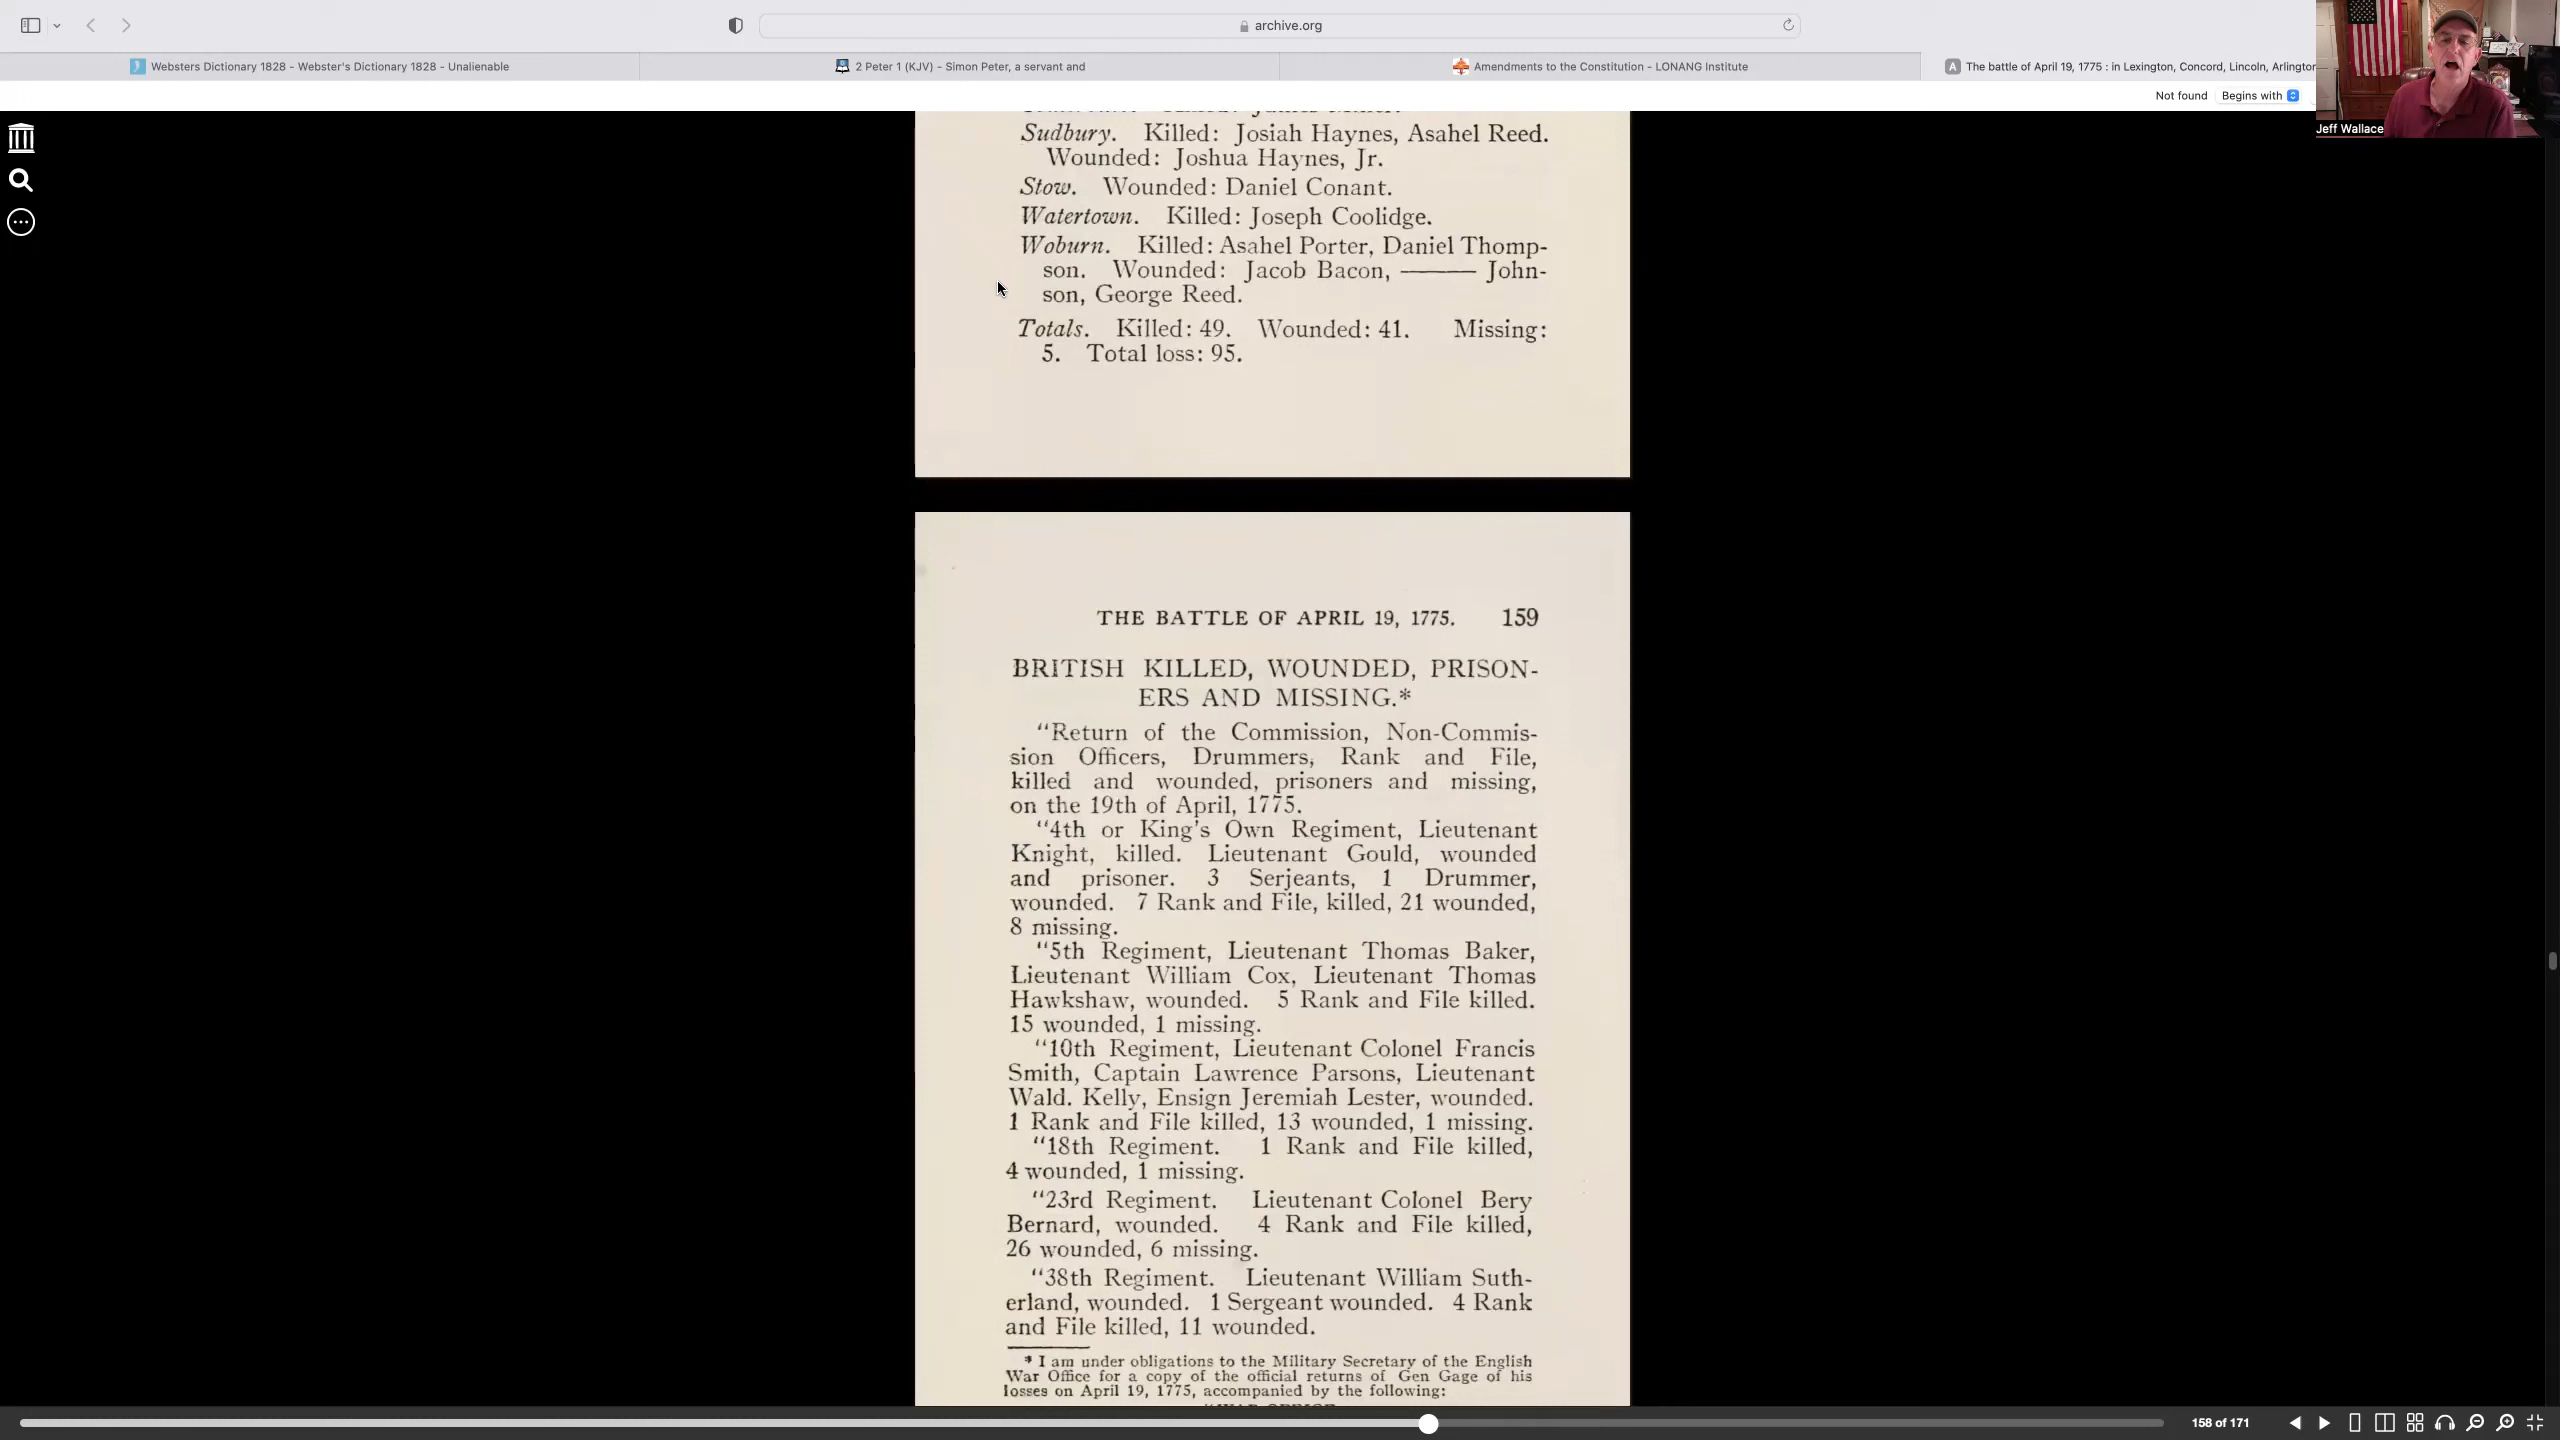 archive.org
Websters Dictionary 1828 - Webster's Dictionary 1828 - Unalienable
2 Peter 1 (KJV) - Simon Peter, a servant and
Amendments to the Constitution - LONANG Institute
The battle of April 19, 1775 : in Lexington, Concord, Lincoln, Arlington
Not found
Begins with
Jeff Wallace
Sudbury. Killed: Josiah Haynes, Asahel Reed.
Wounded: Joshua Haynes, Jr.
Stow. Wounded: Daniel Conant.
Watertown. Killed: Joseph Coolidge.
Woburn. Killed: Asahel Porter, Daniel Thomp-
son. Wounded: Jacob Bacon, ——— John-
son, George Reed.
Totals. Killed: 49. Wounded: 41. Missing:
5. Total loss: 95.
THE BATTLE OF APRIL 19, 1775. 159
BRITISH KILLED, WOUNDED, PRISON-
ERS AND MISSING.*
"Return of the Commission, Non-Commis-
sion Officers, Drummers, Rank and File,
killed and wounded, prisoners and missing,
on the 19th of April, 1775.
"4th or King's Own Regiment, Lieutenant
Knight, killed. Lieutenant Gould, wounded
and prisoner. 3 Serjeants, 1 Drummer,
wounded. 7 Rank and File, killed, 21 wounded,
8 missing.
"5th Regiment, Lieutenant Thomas Baker,
Lieutenant William Cox, Lieutenant Thomas
Hawkshaw, wounded. 5 Rank and File killed.
15 wounded, 1 missing.
"10th Regiment, Lieutenant Colonel Francis
Smith, Captain Lawrence Parsons, Lieutenant
Wald. Kelly, Ensign Jeremiah Lester, wounded.
1 Rank and File killed, 13 wounded, 1 missing.
"18th Regiment. 1 Rank and File killed,
4 wounded, 1 missing.
"23rd Regiment. Lieutenant Colonel Bery
Bernard, wounded. 4 Rank and File killed,
26 wounded, 6 missing.
"38th Regiment. Lieutenant William Suth-
erland, wounded. 1 Sergeant wounded. 4 Rank
and File killed, 11 wounded.
* I am under obligations to the Military Secretary of the English
War Office for a copy of the official returns of Gen Gage of his
losses on April 19, 1775, accompanied by the following:
158 of 171